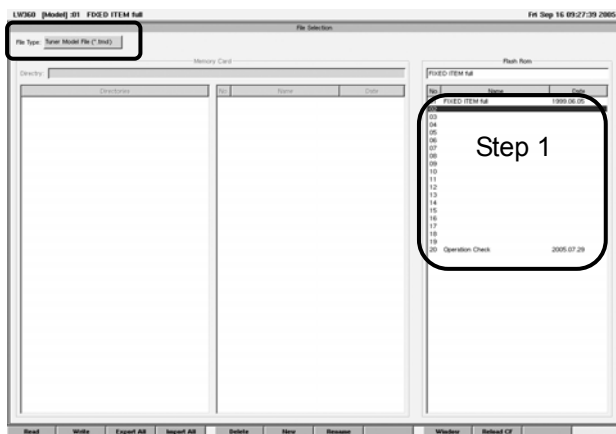 LW360 [Model] :01 FIXED ITEM full Fri Sep 16 09:27:39 2005
File Selection
File Type: Tuner Model File (*.tmd)
Memory Card
Flash Rom
Directry:
FIXED ITEM full
Directories No Name Date
No Name Date
01 FIXED ITEM full 1999.06.05
02
03
04
05
06
07
08
09
10
11
12
13
14
15
16
17
18
19
20 Operation Check 2005.07.29
Step 1
Read Write Export All Import All Delete New Rename Window Reload CF